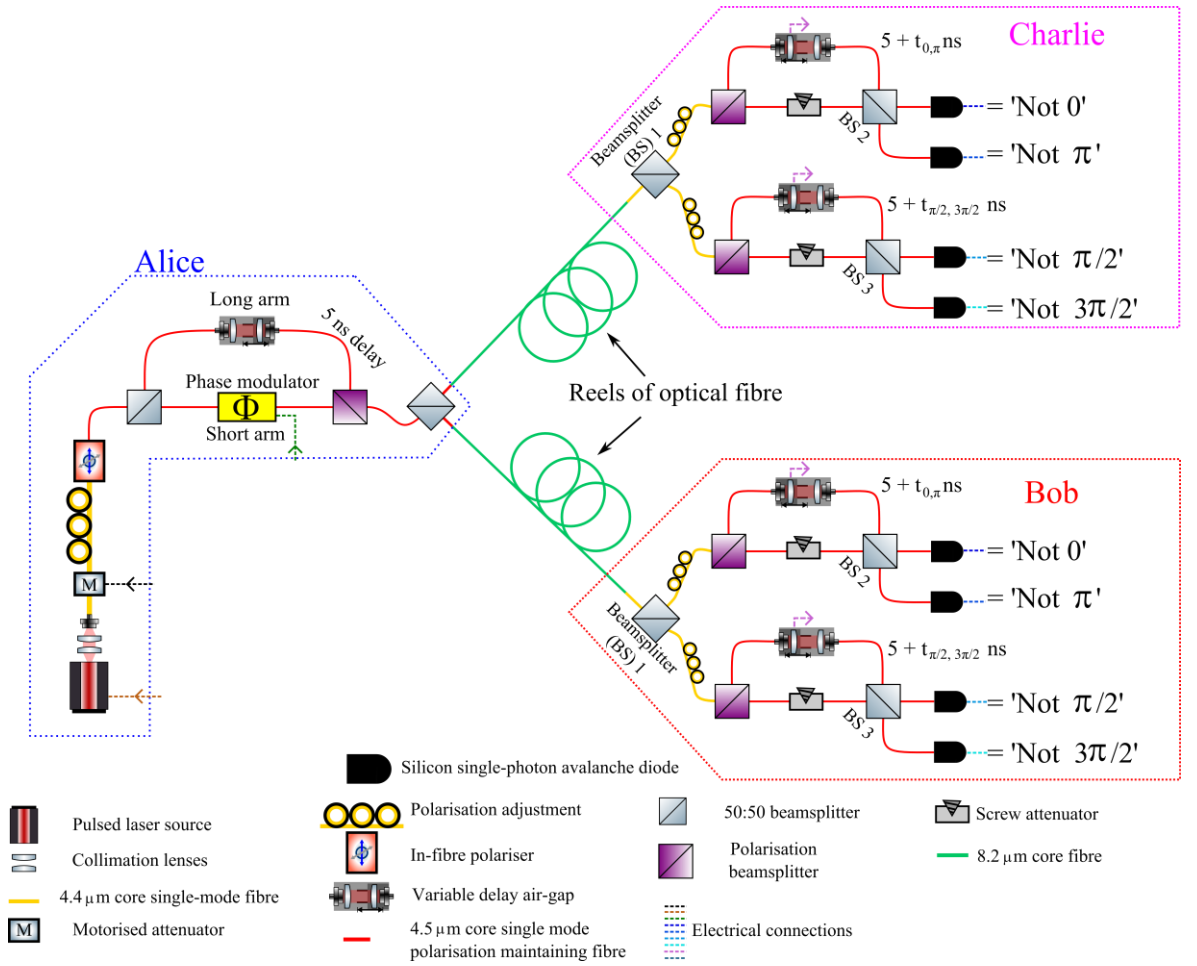 Charlie
5 + t0,π ns
= 'Not 0'
BS 2
= 'Not π'
Beamsplitter
(BS) 1
5 + tπ/2, 3π/2 ns
= 'Not π/2'
BS 3
= 'Not 3π/2'
Alice
Long arm
5 ns delay
Phase modulator
Φ
Short arm
M
Reels of optical fibre
Bob
5 + t0,π ns
= 'Not 0'
BS 2
= 'Not π'
Beamsplitter
(BS) 1
5 + tπ/2, 3π/2 ns
= 'Not π/2'
BS 3
= 'Not 3π/2'
Silicon single-photon avalanche diode
Pulsed laser source
Polarisation adjustment
50:50 beamsplitter
Screw attenuator
Collimation lenses
In-fibre polariser
Polarisation
beamsplitter
8.2 μm core fibre
4.4 μm core single-mode fibre
Variable delay air-gap
M
Motorised attenuator
4.5 μm core single mode
polarisation maintaining fibre
Electrical connections